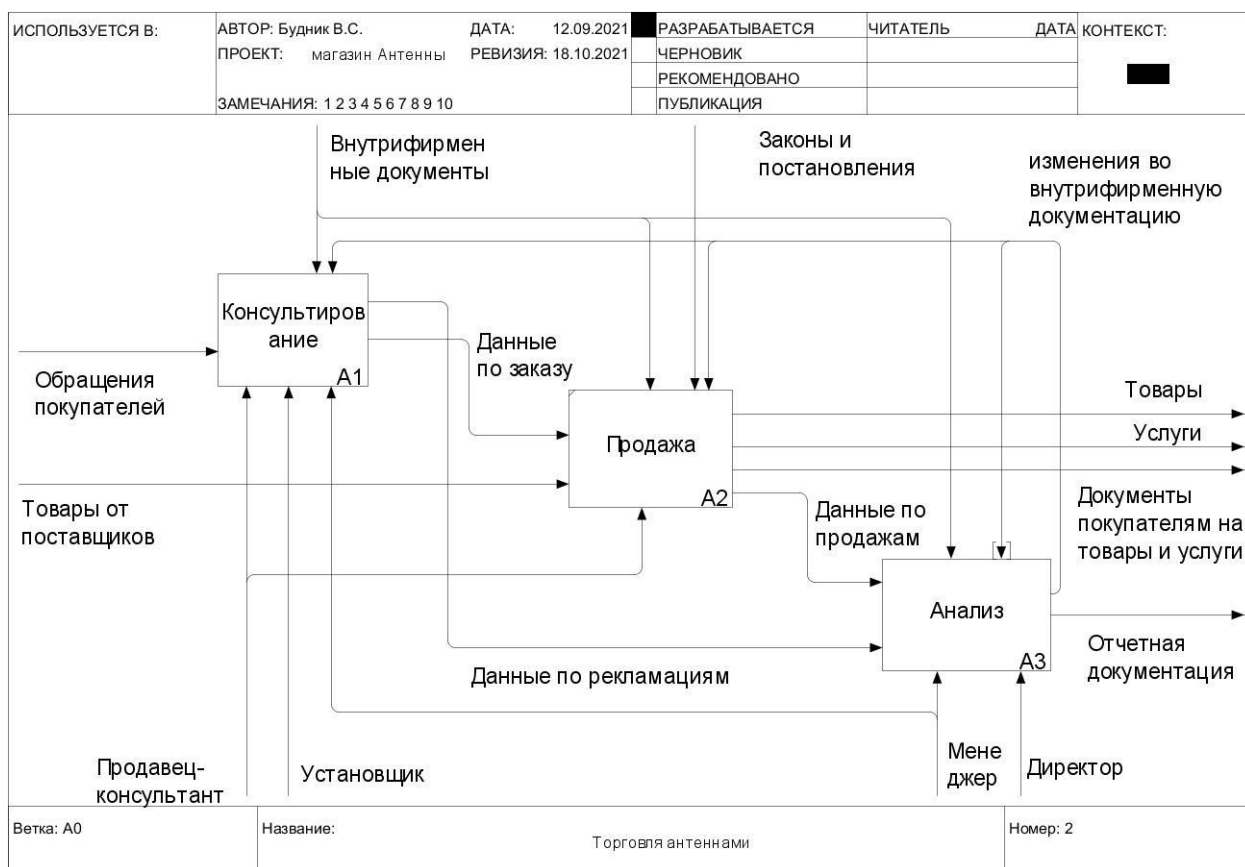 ИСПОЛЬЗУЕТСЯ В:
АВТОР: Будник В.С.
ДАТА: 12.09.2021
РАЗРАБАТЫВАЕТСЯ
ЧИТАТЕЛЬ
ДАТА
КОНТЕКСТ:
ПРОЕКТ: магазин Антенны
РЕВИЗИЯ: 18.10.2021
ЧЕРНОВИК
РЕКОМЕНДОВАНО
ЗАМЕЧАНИЯ: 1 2 3 4 5 6 7 8 9 10
ПУБЛИКАЦИЯ
Внутрифирмен
ные документы
Законы и
постановления
изменения во
внутрифирменную
документацию
Консультиров
ание
A1
Обращения
покупателей
Данные
по заказу
Продажа
A2
Товары
Услуги
Товары от
поставщиков
Данные по
продажам
Документы
покупателям на
товары и услуги
Анализ
A3
Отчетная
документация
Данные по рекламациям
Продавец-
консультант
Установщик
Мене
джер
Директор
Ветка: A0
Название:
Торговля антеннами
Номер: 2